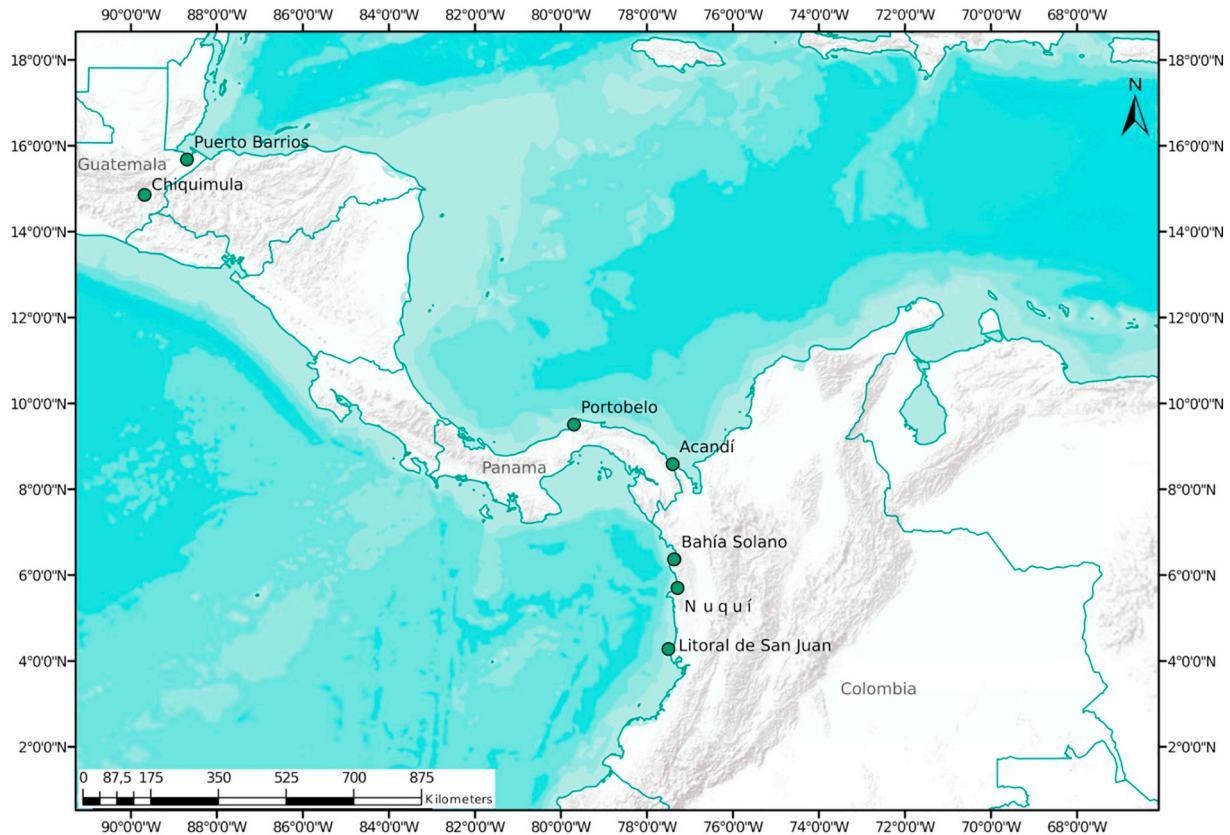 90°0'0"W 88°0'0"W 86°0'0"W 84°0'0"W 82°0'0"W 80°0'0"W 78°0'0"W 76°0'0"W 74°0'0"W 72°0'0"W 70°0'0"W 68°0'0"W
18°0'0"N 18°0'0"N
N
16°0'0"N Puerto Barrios 16°0'0"N
Guatemala
Chiquimula
14°0'0"N 14°0'0"N
12°0'0"N 12°0'0"N
10°0'0"N Portobelo 10°0'0"N
Acandí
Panama
8°0'0"N 8°0'0"N
Bahía Solano
6°0'0"N 6°0'0"N
Nuquí
Litoral de San Juan
4°0'0"N 4°0'0"N
Colombia
2°0'0"N 2°0'0"N
0 87,5 175 350 525 700 875
Kilometers
90°0'0"W 88°0'0"W 86°0'0"W 84°0'0"W 82°0'0"W 80°0'0"W 78°0'0"W 76°0'0"W 74°0'0"W 72°0'0"W 70°0'0"W 68°0'0"W